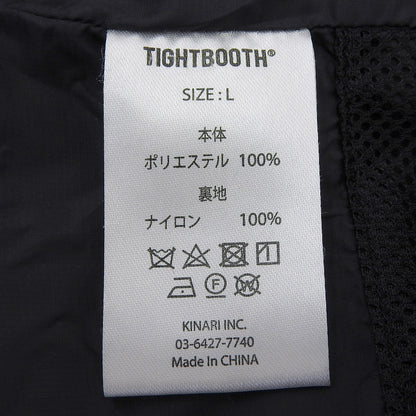 TIGHTBOOTH®
SIZE : L
本体
ポリエステル 100%
裏地
ナイロン 100%
F W
KINARI INC.
03-6427-7740
Made In CHINA